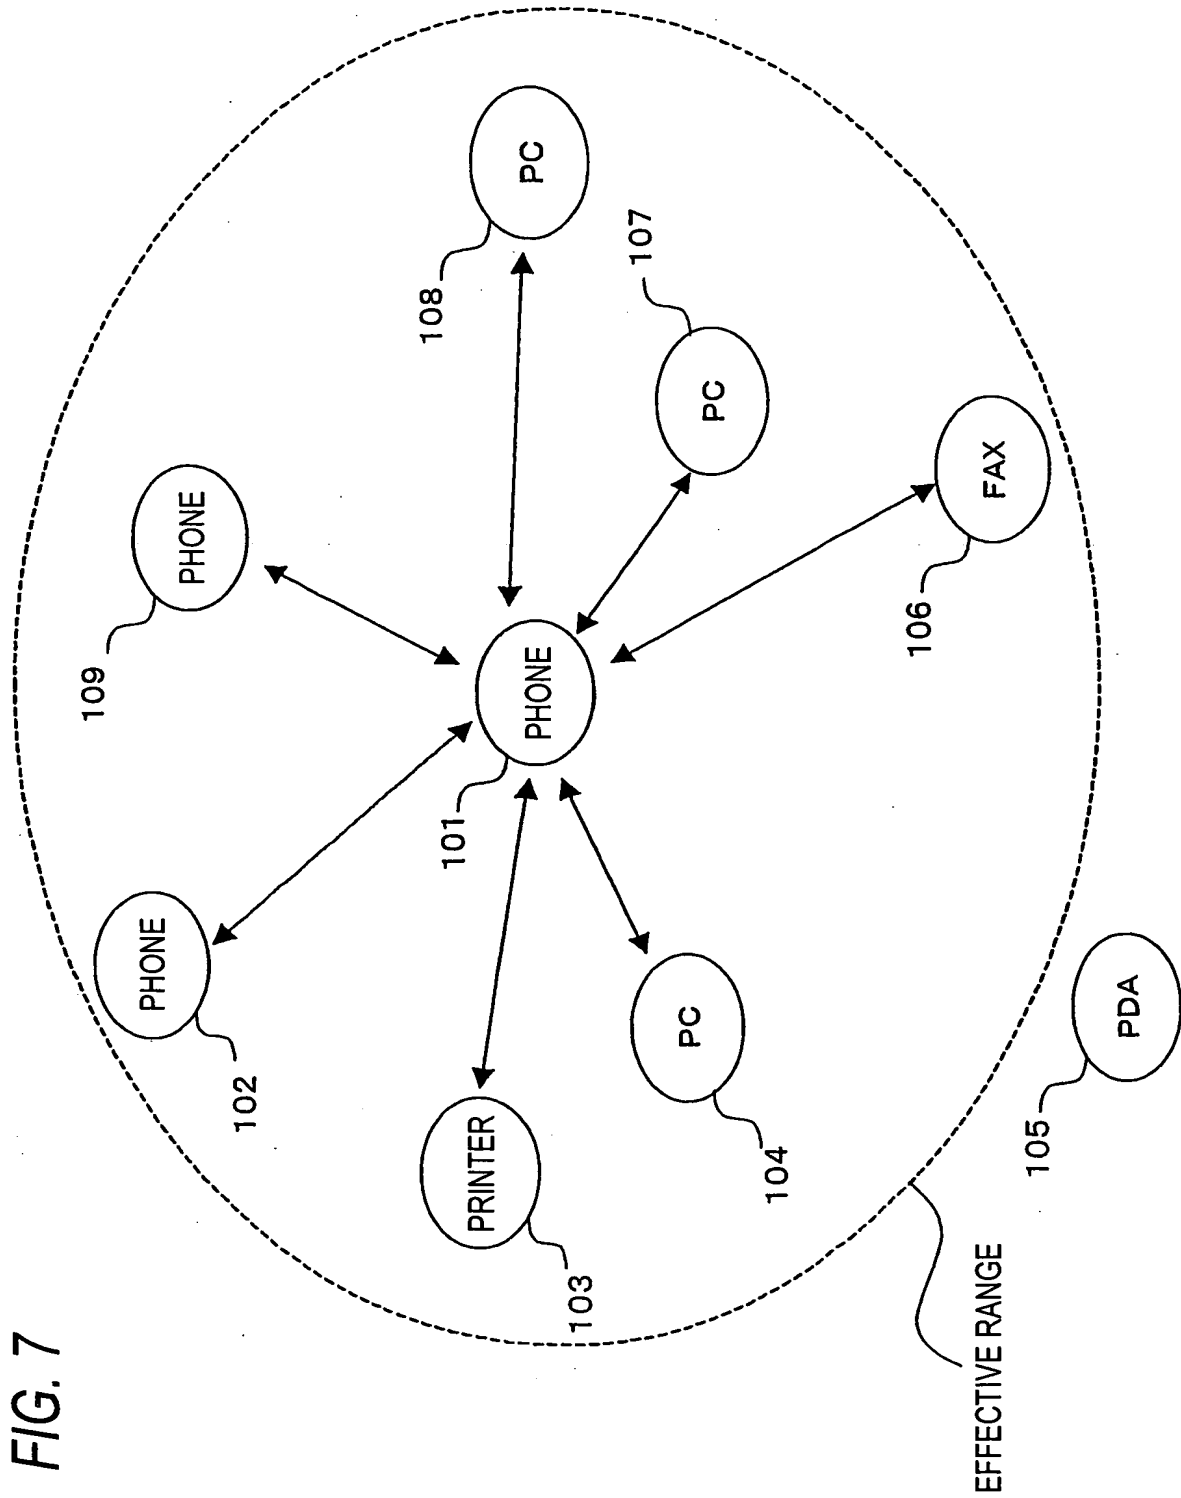 FIG. 7
109
PHONE
PHONE
102
108
101
PRINTER
PHONE
PC
103
107
PC
PC
104
106
EFFECTIVE RANGE
FAX
105
PDA